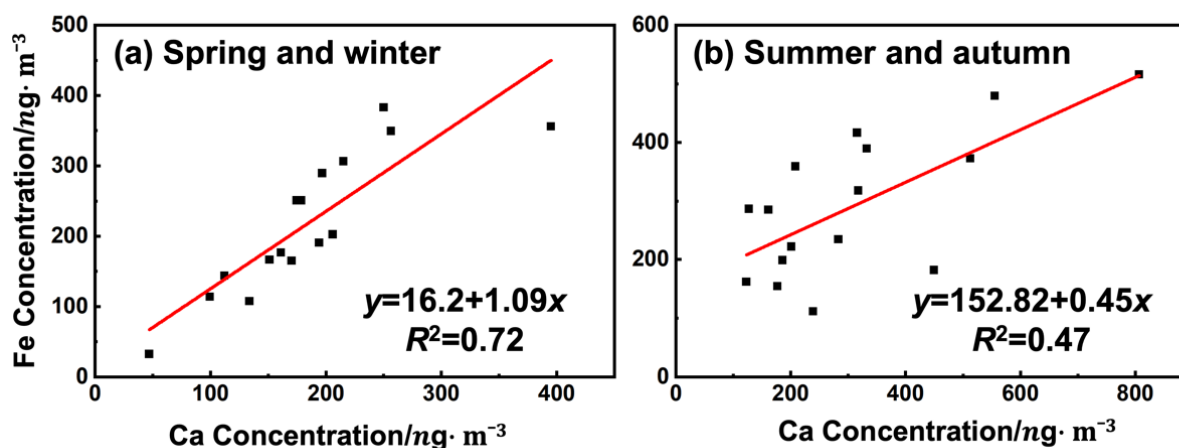 (a) Spring and winter
(b) Summer and autumn
Fe Concentration/ng· m⁻³
500
400
300
200
100
0
y=16.2+1.09x
R²=0.72
0 100 200 300 400
Ca Concentration/ng· m⁻³
600
400
200
0
y=152.82+0.45x
R²=0.47
0 200 400 600 800
Ca Concentration/ng· m⁻³